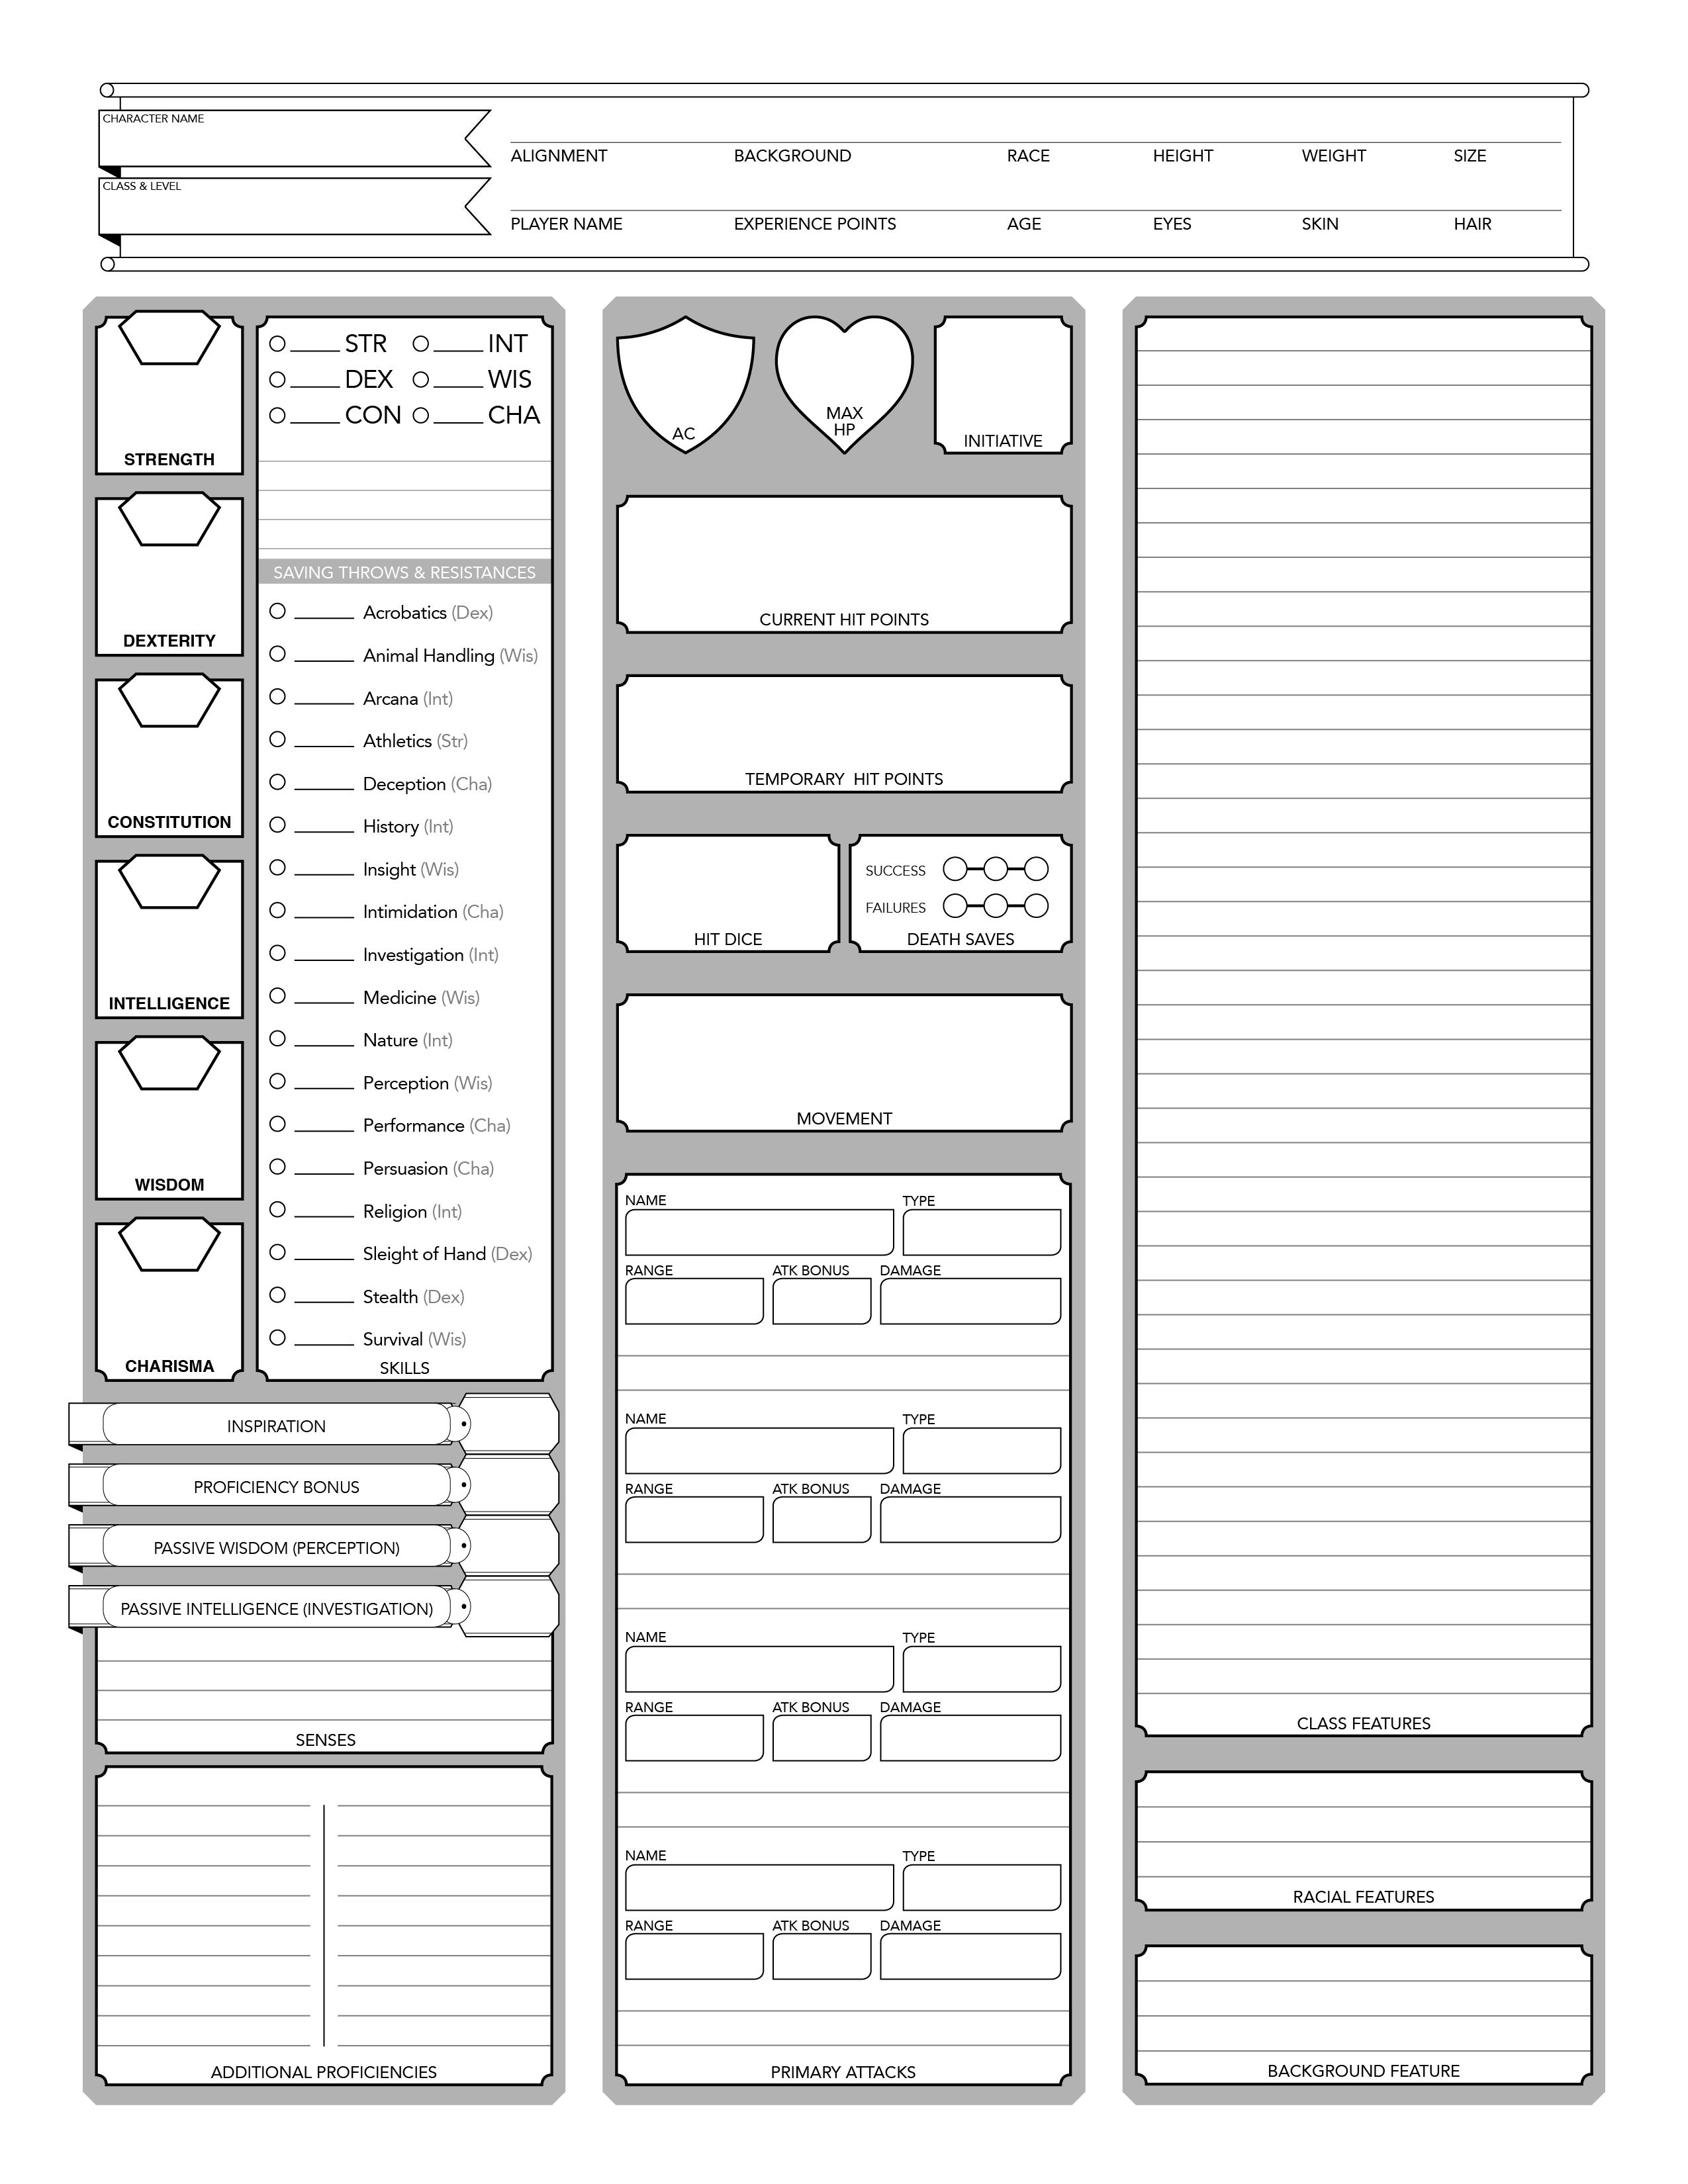 CHARACTER NAME
ALIGNMENT BACKGROUND RACE HEIGHT WEIGHT SIZE
CLASS & LEVEL
PLAYER NAME EXPERIENCE POINTS AGE EYES SKIN HAIR
STRENGTH
DEXTERITY
CONSTITUTION
INTELLIGENCE
WISDOM
CHARISMA
STR INT
DEX WIS
CON CHA
SAVING THROWS & RESISTANCES
Acrobatics (Dex)
Animal Handling (Wis)
Arcana (Int)
Athletics (Str)
Deception (Cha)
History (Int)
Insight (Wis)
Intimidation (Cha)
Investigation (Int)
Medicine (Wis)
Nature (Int)
Perception (Wis)
Performance (Cha)
Persuasion (Cha)
Religion (Int)
Sleight of Hand (Dex)
Stealth (Dex)
Survival (Wis)
SKILLS
INSPIRATION
PROFICIENCY BONUS
PASSIVE WISDOM (PERCEPTION)
PASSIVE INTELLIGENCE (INVESTIGATION)
SENSES
ADDITIONAL PROFICIENCIES
AC
MAX
HP
INITIATIVE
CURRENT HIT POINTS
TEMPORARY HIT POINTS
HIT DICE
SUCCESS
FAILURES
DEATH SAVES
MOVEMENT
NAME TYPE
RANGE ATK BONUS DAMAGE
NAME TYPE
RANGE ATK BONUS DAMAGE
NAME TYPE
RANGE ATK BONUS DAMAGE
NAME TYPE
RANGE ATK BONUS DAMAGE
PRIMARY ATTACKS
CLASS FEATURES
RACIAL FEATURES
BACKGROUND FEATURE